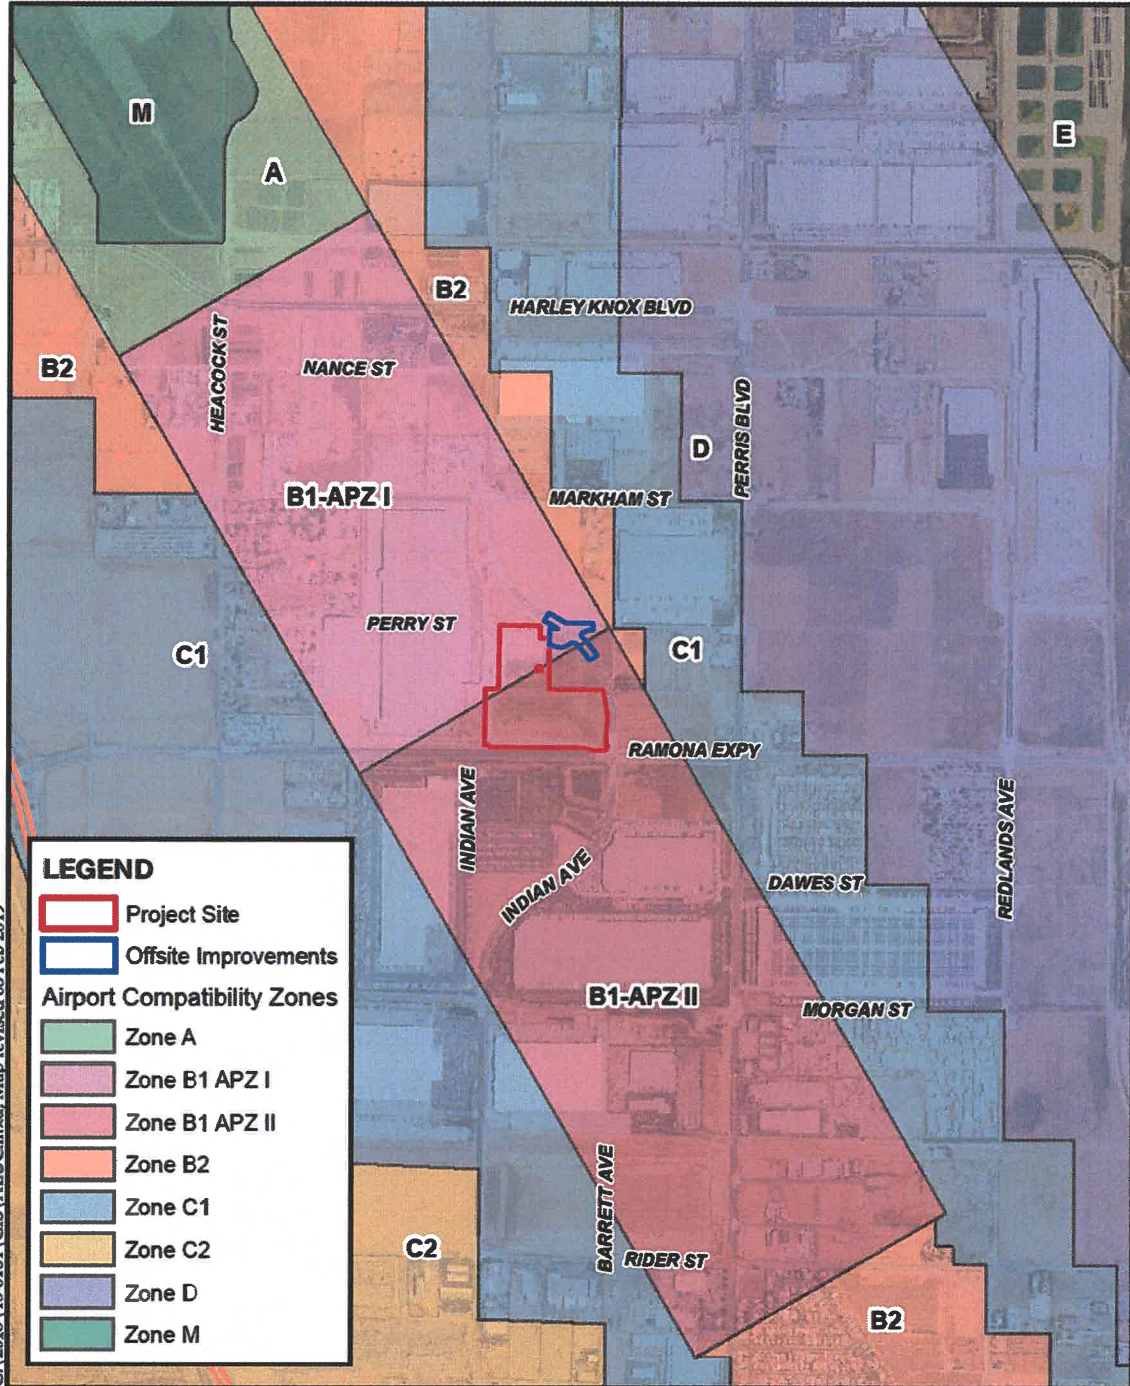 M
A
E
B2
HARLEY KNOX BLVD
HEACOCK ST
NANCE ST
B2
PERRIS BLVD
D
B1-APZ I
MARKHAM ST
PERRY ST
C1
C1
RAMONA EXPY
INDIAN AVE
REDLANDS AVE
INDIAN AVE
DAWES ST
B1-APZ II
MORGAN ST
BARRETT AVE
C2
RIDER ST
B2
LEGEND
Project Site
Offsite Improvements
Airport Compatibility Zones
Zone A
Zone B1 APZ I
Zone B1 APZ II
Zone B2
Zone C1
Zone C2
Zone D
Zone M